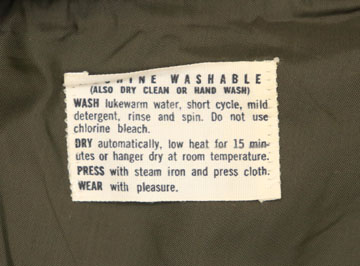 WASHABLE
(ALSO DRY CLEAN OR HAND WASH)
WASH lukewarm water, short cycle, mild
detergent, rinse and spin. Do not use
chlorine bleach.
DRY automatically, low heat for 15 min-
utes or hanger dry at room temperature.
PRESS with steam iron and press cloth.
WEAR with pleasure.